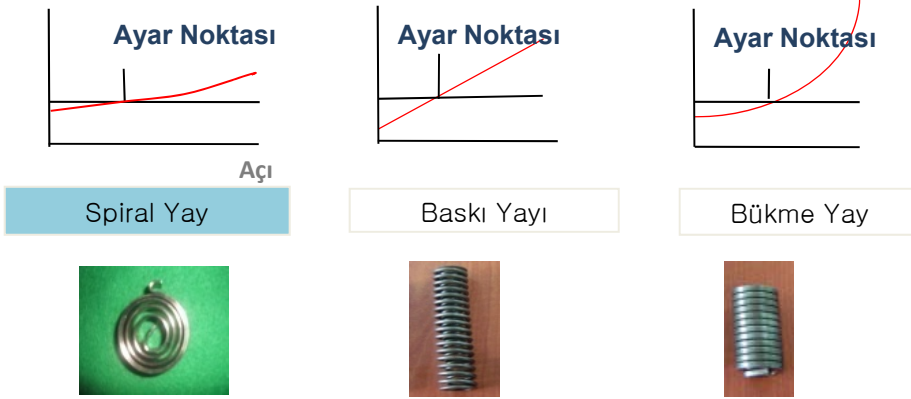 Ayar Noktası
Ayar Noktası
Ayar Noktası
Açı
Spiral Yay
Baskı Yayı
Bükme Yay